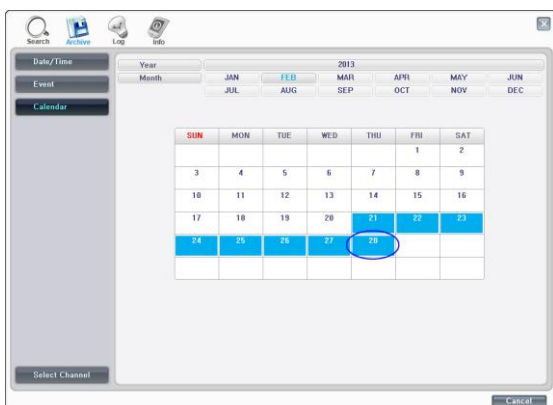 Search Archive Log Info
Date/Time
Event
Calendar
Year 2013
Month JAN FEB MAR APR MAY JUN
JUL AUG SEP OCT NOV DEC
SUN MON TUE WED THU FRI SAT
1 2
3 4 5 6 7 8 9
10 11 12 13 14 15 16
17 18 19 20 21 22 23
24 25 26 27 28
Select Channel
Cancel